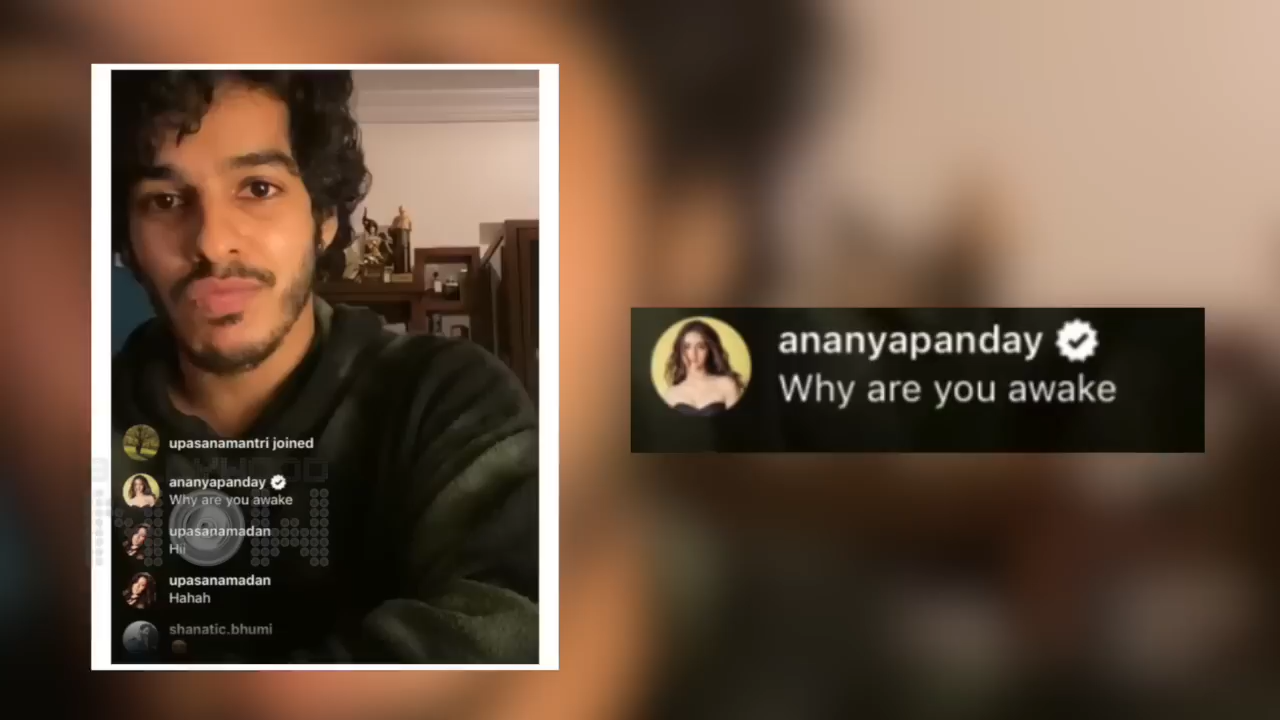 upasanamantri joined
ananyapanday
Why are you awake
upasanamadan
Hii
upasanamadan
Hahah
shanatic.bhumi
ananyapanday
Why are you awake